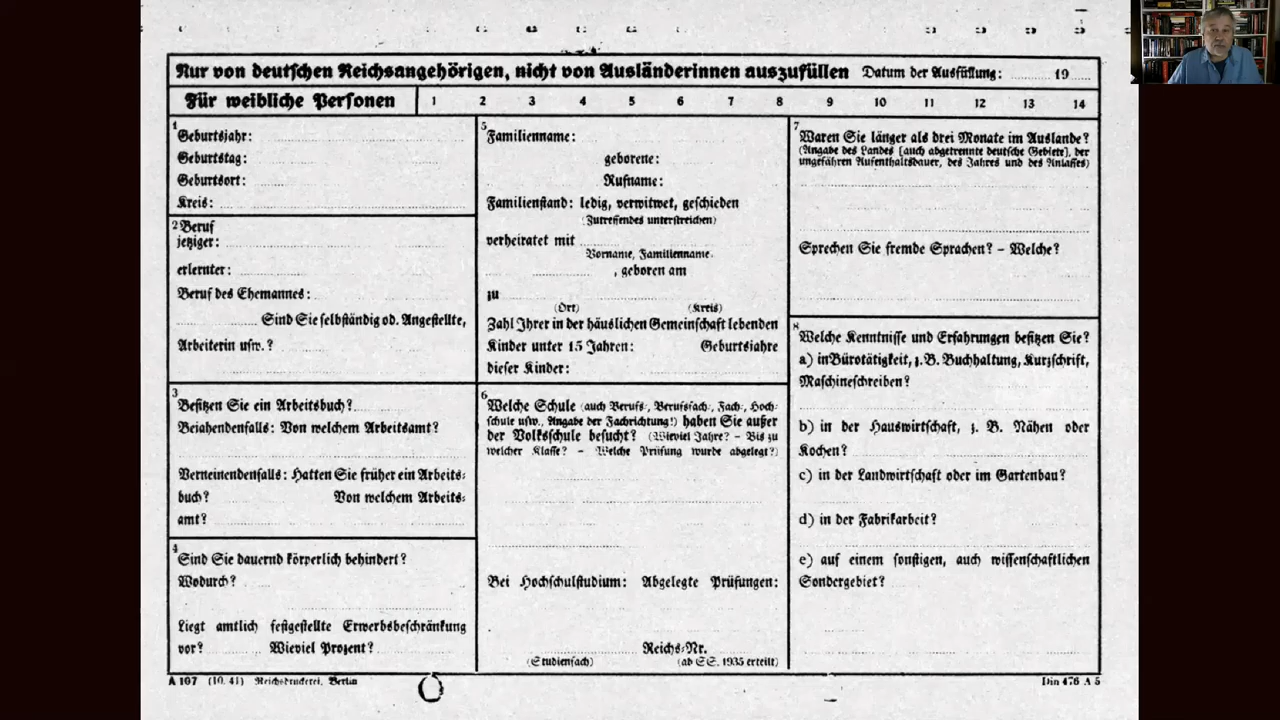 Nur von deutschen Reichsangehörigen, nicht von Ausländerinnen auszufüllen Datum der Ausfüllung: 19
Für weibliche Personen 1 2 3 4 5 6 7 8 9 10 11 12 13 14
1
Geburtsjahr:
Geburtstag:
Geburtsort:
Kreis:
2 Beruf
jetziger:
erlernter:
Beruf des Ehemannes:
Sind Sie selbständig od. Angestellte,
Arbeiterin usw.?
3
Besitzen Sie ein Arbeitsbuch?
Bejahendenfalls: Von welchem Arbeitsamt?
Verneinendenfalls: Hatten Sie früher ein Arbeits-
buch? Von welchem Arbeits-
amt?
4
Sind Sie dauernd körperlich behindert?
Wodurch?
Liegt amtlich festgestellte Erwerbsbeschränkung
vor? Wieviel Prozent?
5
Familienname:
geborene:
Rufname:
Familienstand: ledig, verwitwet, geschieden
(Zutreffendes unterstreichen)
verheiratet mit
Vorname, Familienname.
, geboren am
zu
(Ort) (Kreis)
Zahl Ihrer in der häuslichen Gemeinschaft lebenden
Kinder unter 15 Jahren: Geburtsjahre
dieser Kinder:
6
Welche Schule (auch Berufs-, Berufsfach-, Fach-, Hoch-
schule usw., Angabe der Fachrichtung!) haben Sie außer
der Volksschule besucht? (Wieviel Jahre? – Bis zu
welcher Klasse? – Welche Prüfung wurde abgelegt?)
Bei Hochschulstudium: Abgelegte Prüfungen:
Reichs-Nr.
(Studienfach) (ab SS. 1935 erteilt)
7
Waren Sie länger als drei Monate im Auslande?
(Angabe des Landes [auch abgetrennte deutsche Gebiete], der
ungefähren Aufenthaltsdauer, des Jahres und des Anlasses)
Sprechen Sie fremde Sprachen? – Welche?
8
Welche Kenntnisse und Erfahrungen besitzen Sie?
a) in Bürotätigkeit, z. B. Buchhaltung, Kurzschrift,
Maschineschreiben?
b) in der Hauswirtschaft, z. B. Nähen oder
Kochen?
c) in der Landwirtschaft oder im Gartenbau?
d) in der Fabrikarbeit?
e) auf einem sonstigen, auch wissenschaftlichen
Sondergebiet?
A 107 (10. 41) Reichsdruckerei, Berlin Din 476 A 5